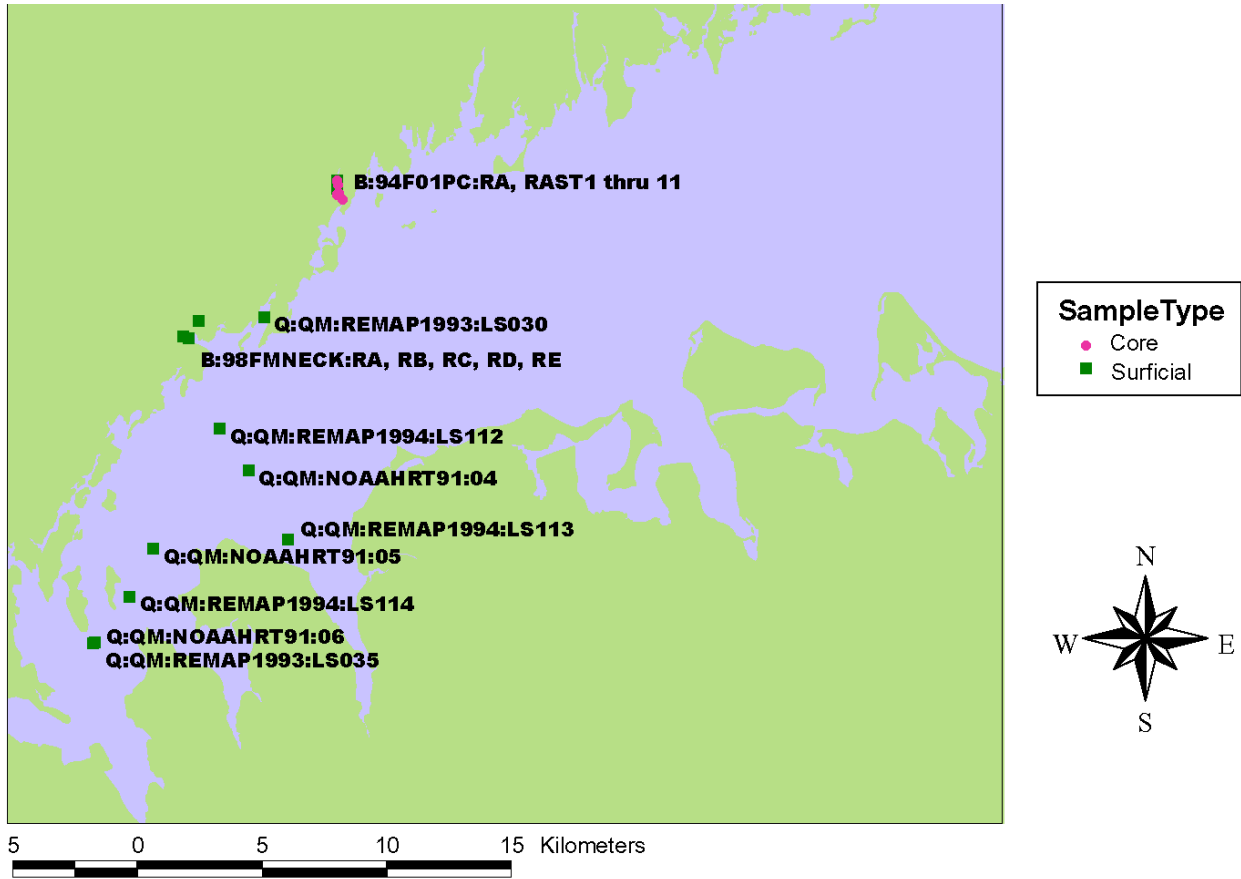 B:94F01PC:RA, RAST1 thru 11
Q:QM:REMAP1993:LS030
B:98FMNECK:RA, RB, RC, RD, RE
Q:QM:REMAP1994:LS112
Q:QM:NOAAHRT91:04
Q:QM:REMAP1994:LS113
Q:QM:NOAAHRT91:05
Q:QM:REMAP1994:LS114
Q:QM:NOAAHRT91:06
Q:QM:REMAP1993:LS035
SampleType
Core
Surficial
N
W E
S
5 0 5 10 15 Kilometers